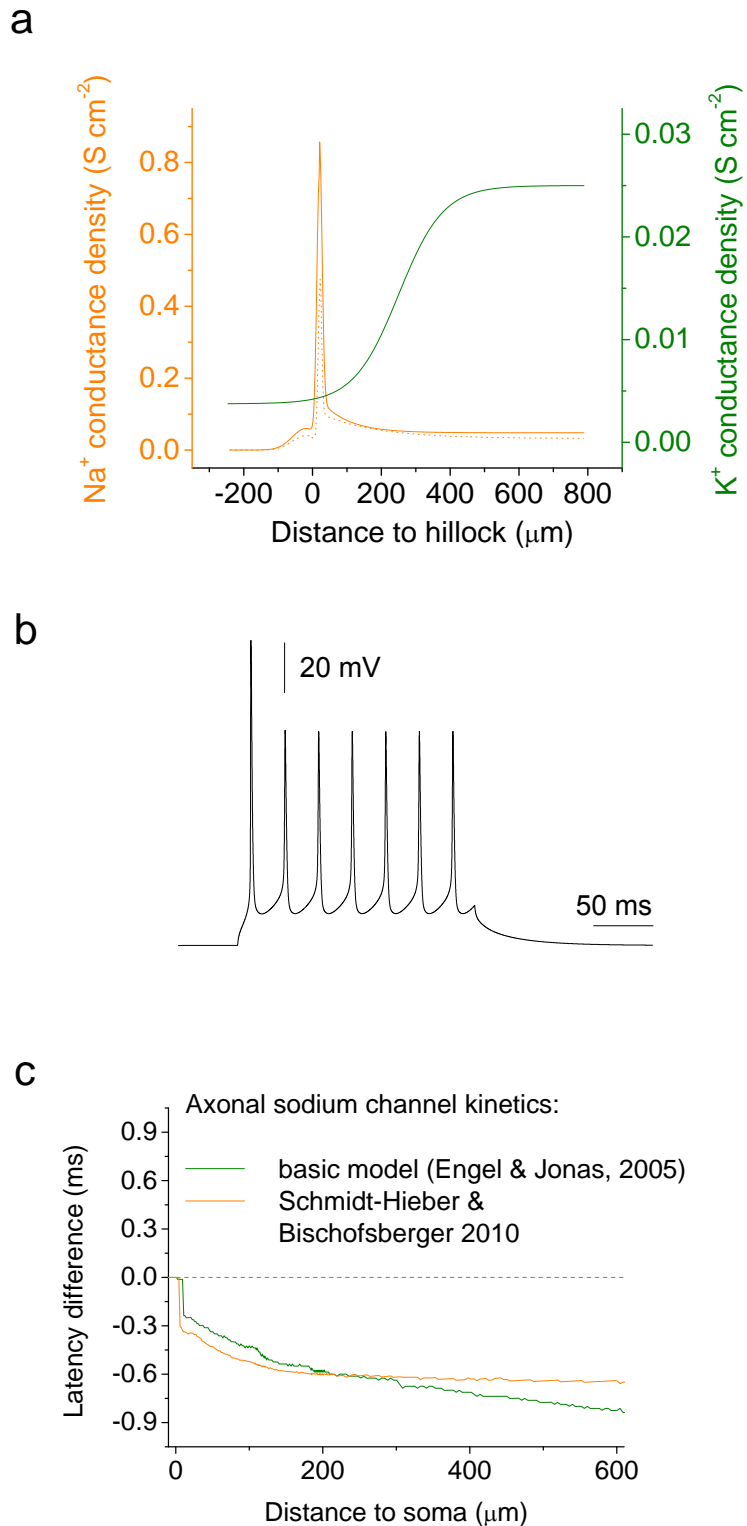 a
Na+ conductance density (S cm-2)
0.8
0.6
0.4
0.2
0.0
0.03
0.02
0.01
0.00
K+ conductance density (S cm-2)
-200 0 200 400 600 800
Distance to hillock (μm)
b
20 mV
50 ms
c
Axonal sodium channel kinetics:
basic model (Engel & Jonas, 2005)
Schmidt-Hieber &
Bischofsberger 2010
Latency difference (ms)
0.9
0.6
0.3
0.0
-0.3
-0.6
-0.9
0 200 400 600
Distance to soma (μm)